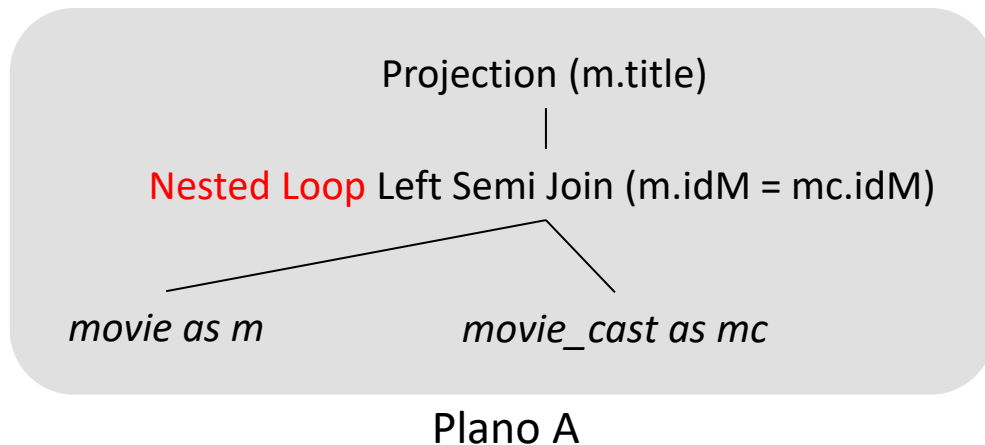 Projection (m.title)
Nested Loop Left Semi Join (m.idM = mc.idM)
movie as m
movie_cast as mc
Plano A